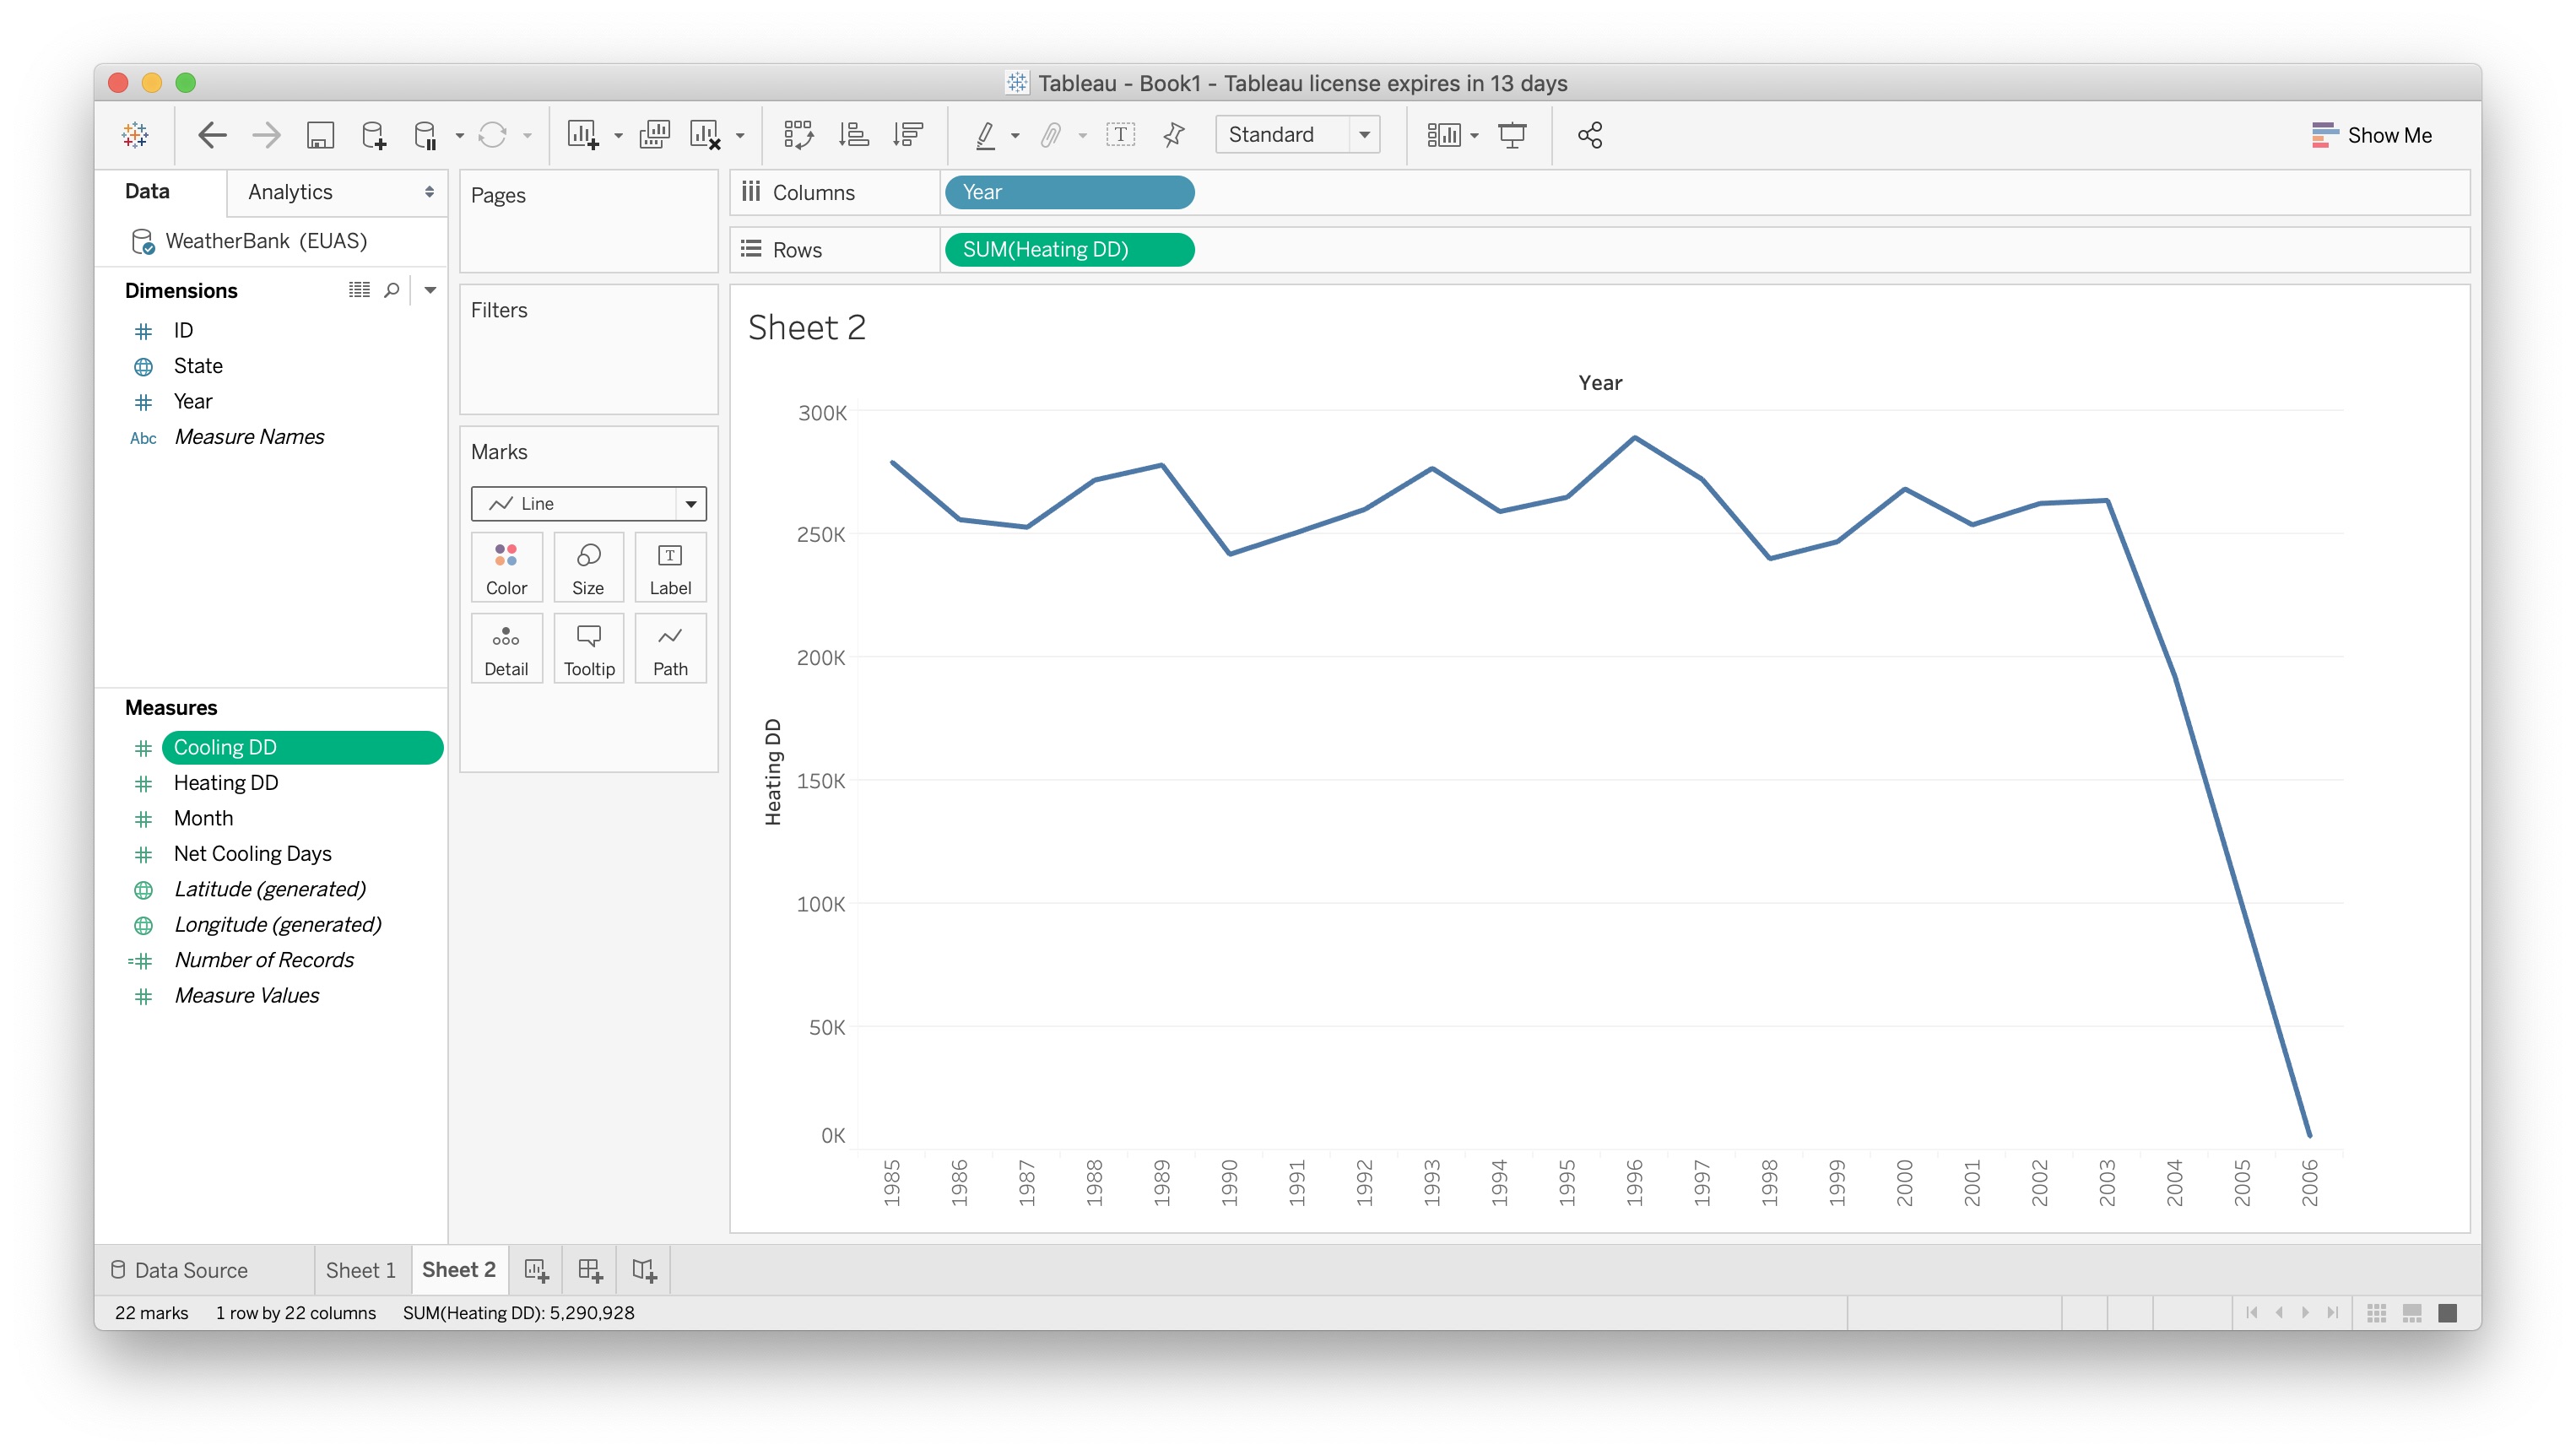 Tableau - Book1 - Tableau license expires in 13 days
Standard
Show Me
Data
Analytics
WeatherBank (EUAS)
Dimensions
ID
State
Year
Abc Measure Names
Measures
Cooling DD
Heating DD
Month
Net Cooling Days
Latitude (generated)
Longitude (generated)
Number of Records
Measure Values
Pages
Filters
Marks
Line
Color
Size
Label
Detail
Tooltip
Path
Columns
Year
Rows
SUM(Heating DD)
Sheet 2
Year
300K
250K
200K
150K
100K
50K
0K
Heating DD
1985
1986
1987
1988
1989
1990
1991
1992
1993
1994
1995
1996
1997
1998
1999
2000
2001
2002
2003
2004
2005
2006
Data Source
Sheet 1
Sheet 2
22 marks
1 row by 22 columns
SUM(Heating DD): 5,290,928